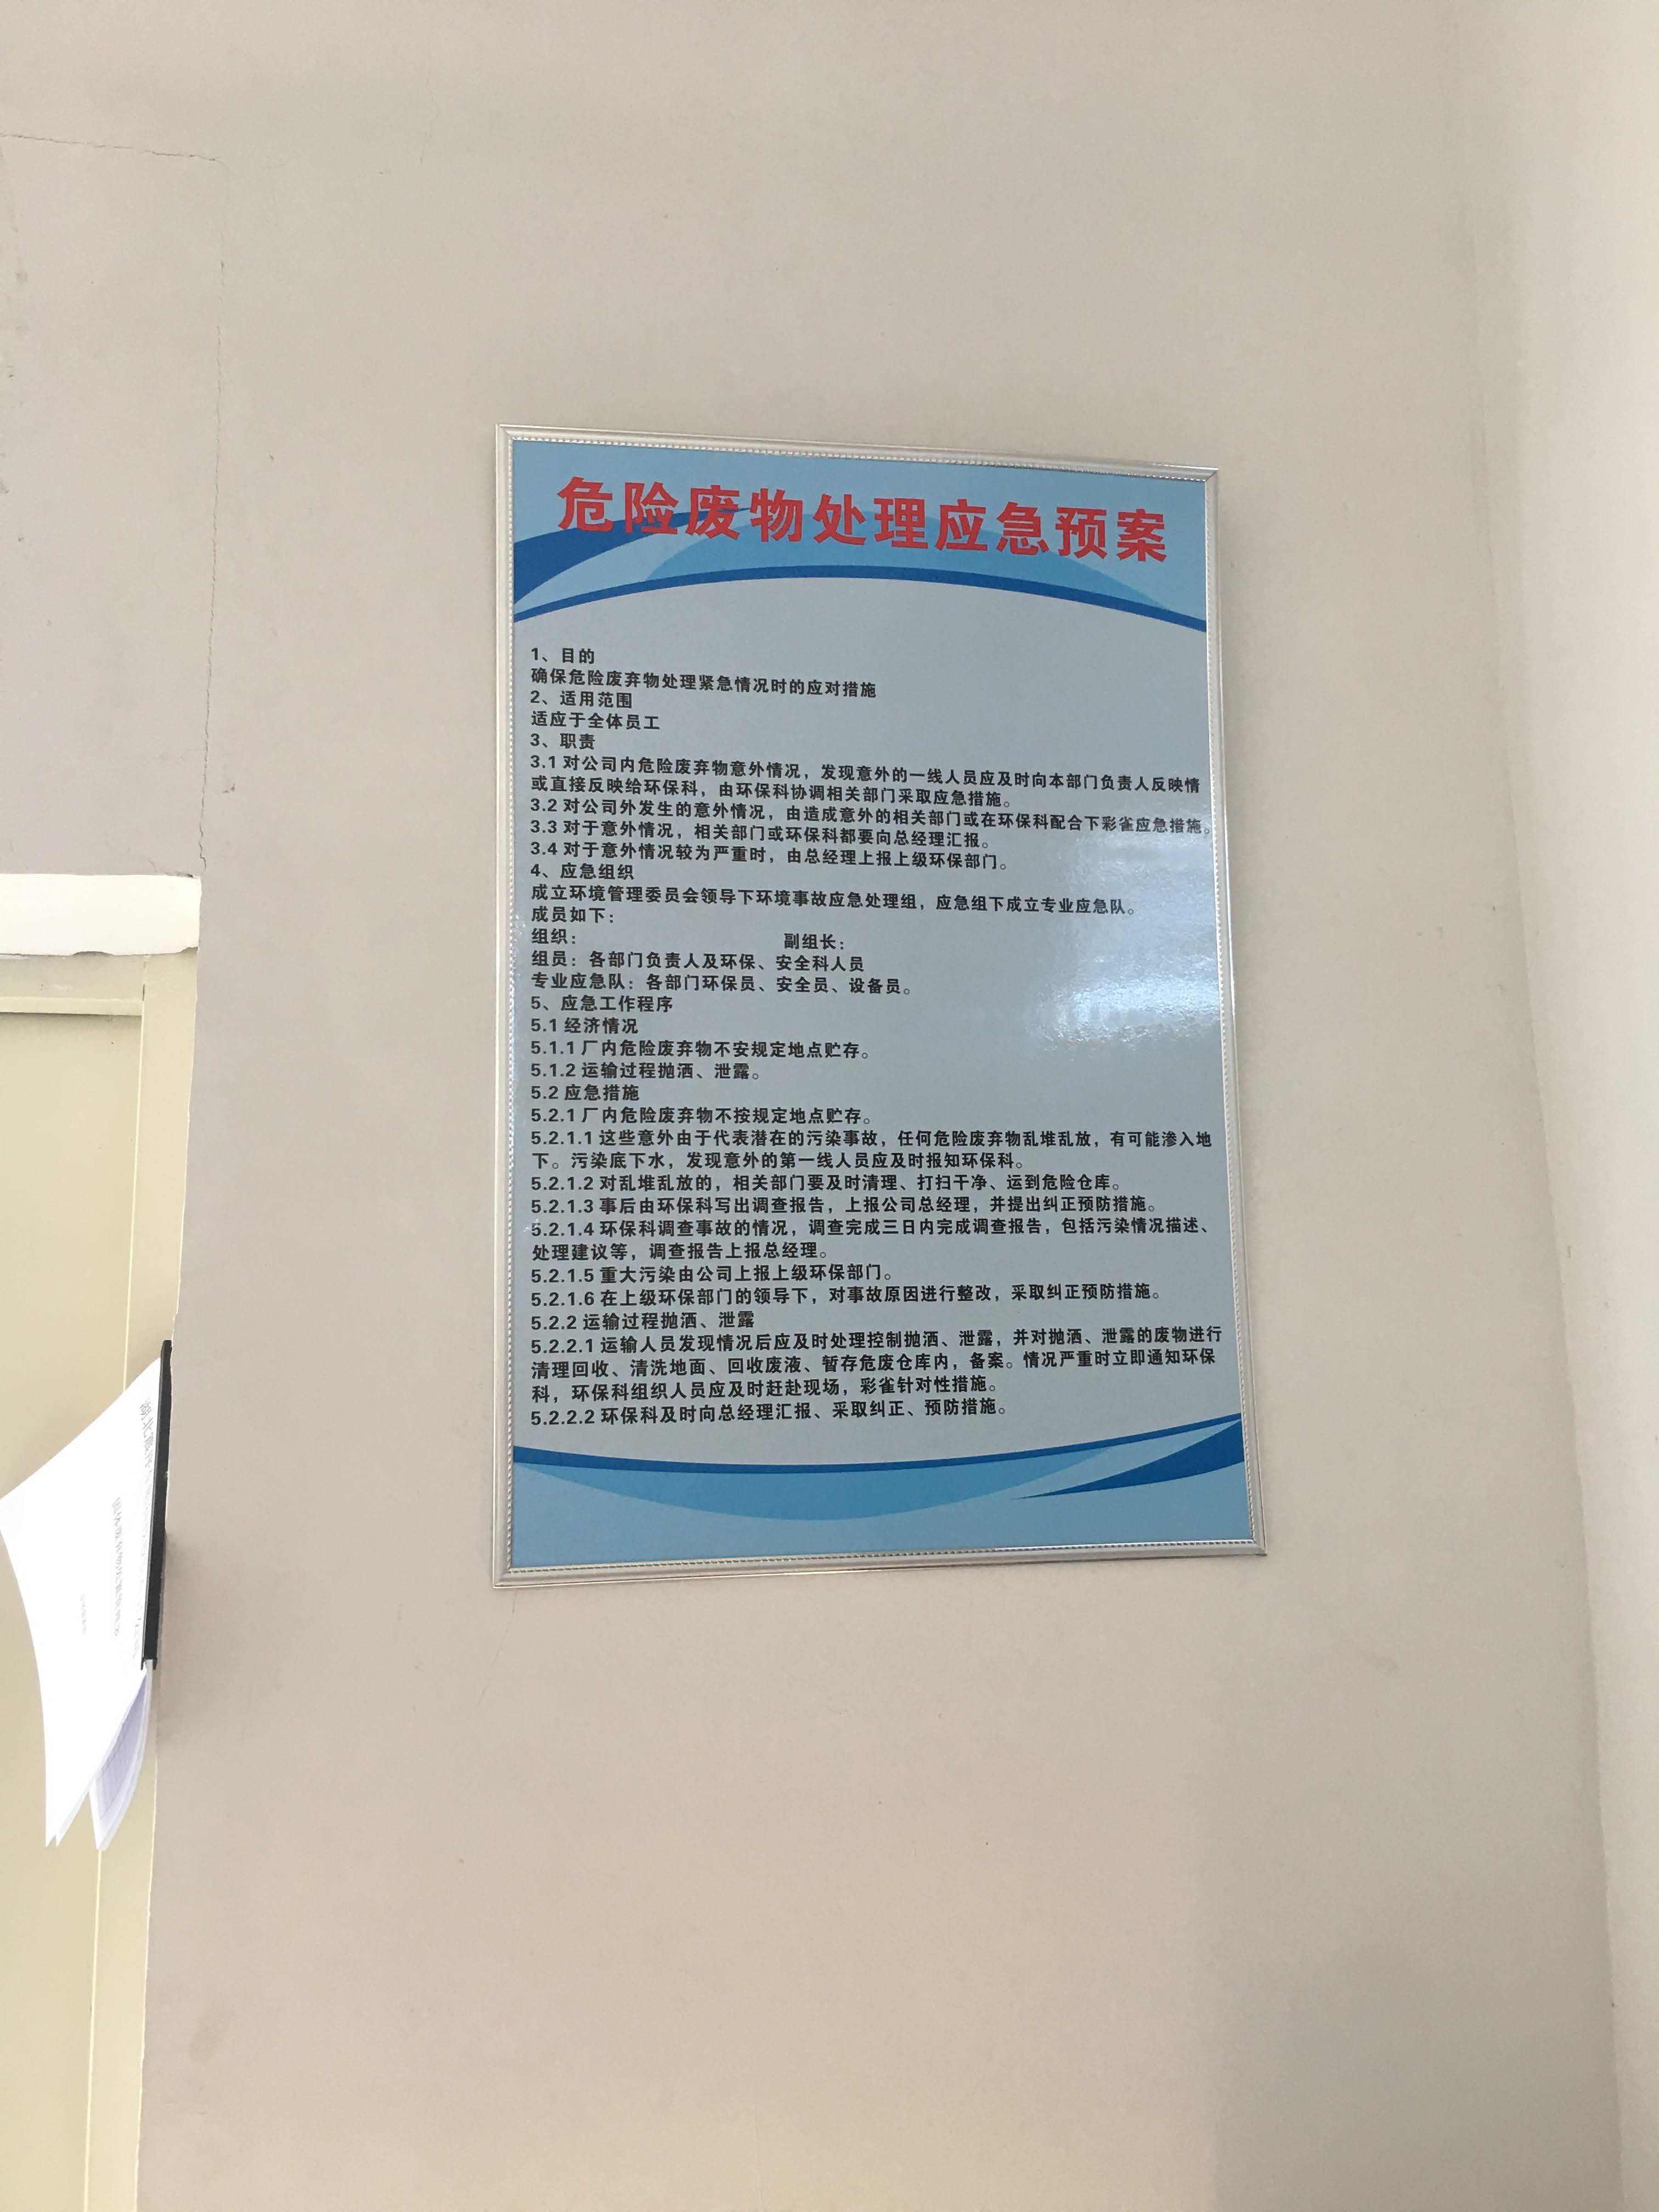 危险废物处理应急预案
1、目的
确保危险废弃物处理紧急情况时的应对措施
2、适用范围
适应于全体员工
3、职责
3.1 对公司内危险废弃物意外情况，发现意外的一线人员应及时向本部门负责人反映情
或直接反映给环保科，由环保科协调相关部门采取应急措施。
3.2 对公司外发生的意外情况，由造成意外的相关部门或在环保科配合下彩雀应急措施。
3.3 对于意外情况，相关部门或环保科都要向总经理汇报。
3.4 对于意外情况较为严重时，由总经理上报上级环保部门。
4、应急组织
成立环境管理委员会领导下环境事故应急处理组，应急组下成立专业应急队。
成员如下：
组织： 副组长：
组员：各部门负责人及环保、安全科人员
专业应急队：各部门环保员、安全员、设备员。
5、应急工作程序
5.1 经济情况
5.1.1 厂内危险废弃物不安规定地点贮存。
5.1.2 运输过程抛洒、泄露。
5.2 应急措施
5.2.1 厂内危险废弃物不按规定地点贮存。
5.2.1.1 这些意外由于代表潜在的污染事故，任何危险废弃物乱堆乱放，有可能渗入地
下。污染底下水，发现意外的第一线人员应及时报知环保科。
5.2.1.2 对乱堆乱放的，相关部门要及时清理、打扫干净、运到危险仓库。
5.2.1.3 事后由环保科写出调查报告，上报公司总经理，并提出纠正预防措施。
5.2.1.4 环保科调查事故的情况，调查完成三日内完成调查报告，包括污染情况描述、
处理建议等，调查报告上报总经理。
5.2.1.5 重大污染由公司上报上级环保部门。
5.2.1.6 在上级环保部门的领导下，对事故原因进行整改，采取纠正预防措施。
5.2.2 运输过程抛洒、泄露
5.2.2.1 运输人员发现情况后应及时处理控制抛洒、泄露，并对抛洒、泄露的废物进行
清理回收、清洗地面、回收废液、暂存危废仓库内，备案。情况严重时立即通知环保
科，环保科组织人员应及时赶赴现场，彩雀针对性措施。
5.2.2.2 环保科及时向总经理汇报、采取纠正、预防措施。